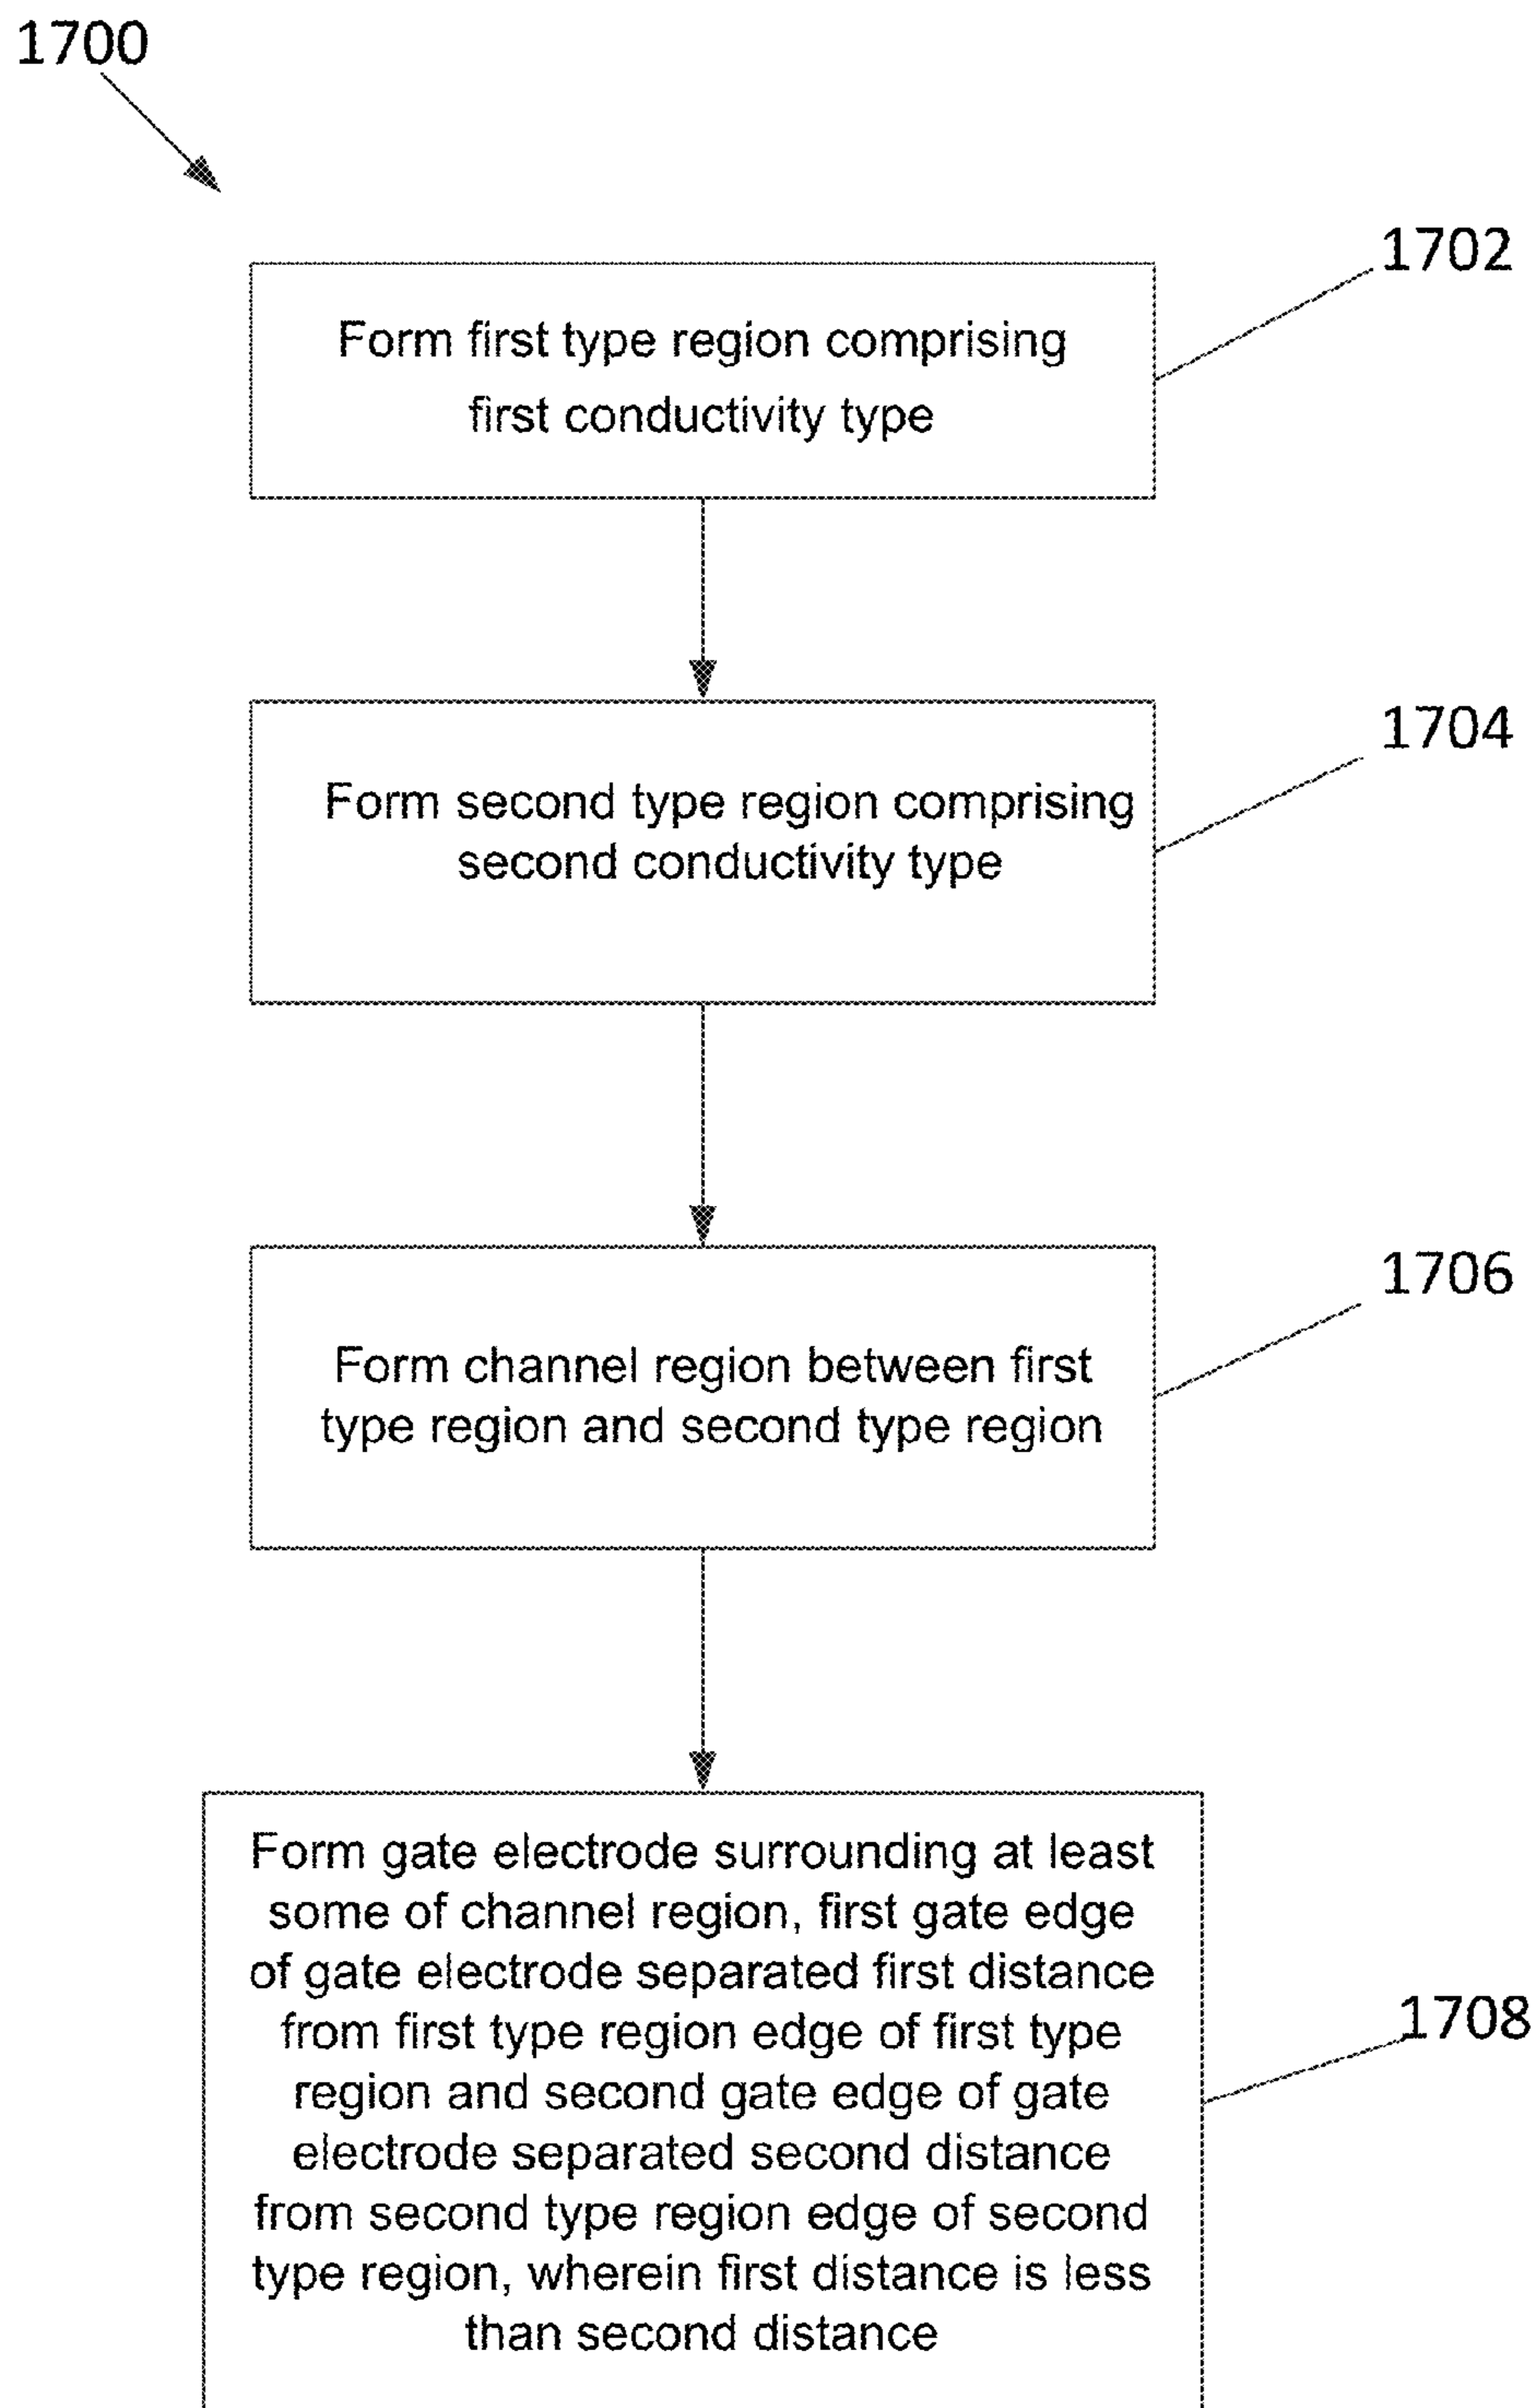 1700
1702
Form first type region comprising
first conductivity type
1704
Form second type region comprising
second conductivity type
1706
Form channel region between first
type region and second type region
Form gate electrode surrounding at least
some of channel region, first gate edge
of gate electrode separated first distance
from first type region edge of first type
region and second gate edge of gate
electrode separated second distance
from second type region edge of second
type region, wherein first distance is less
than second distance
1708